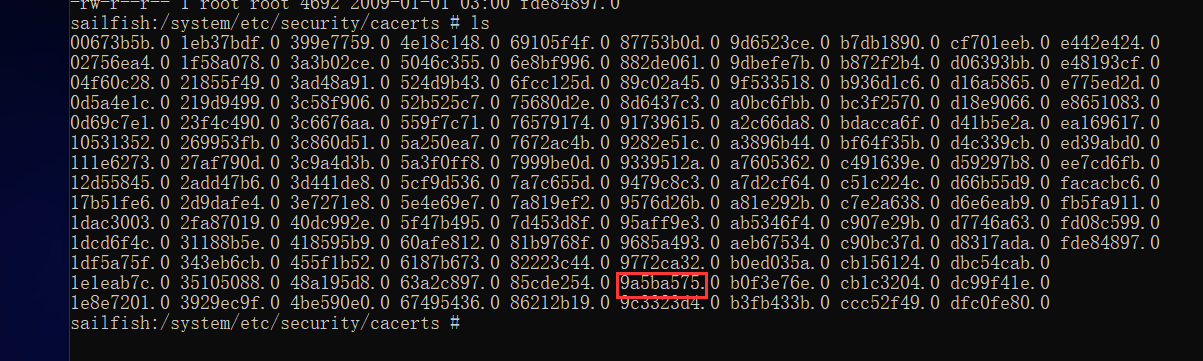 -rw-r--r-- 1 root root 4692 2009-01-01 03:00 fde84897.0
sailfish:/system/etc/security/cacerts # ls
00673b5b.0 1eb37bdf.0 399e7759.0 4e18c148.0 69105f4f.0 87753b0d.0 9d6523ce.0 b7db1890.0 cf701eeb.0 e442e424.0
02756ea4.0 1f58a078.0 3a3b02ce.0 5046c355.0 6e8bf996.0 882de061.0 9dbefe7b.0 b872f2b4.0 d06393bb.0 e48193cf.0
04f60c28.0 21855f49.0 3ad48a91.0 524d9b43.0 6fcc125d.0 89c02a45.0 9f533518.0 b936d1c6.0 d16a5865.0 e775ed2d.0
0d5a4e1c.0 219d9499.0 3c58f906.0 52b525c7.0 75680d2e.0 8d6437c3.0 a0bc6fbb.0 bc3f2570.0 d18e9066.0 e8651083.0
0d69c7e1.0 23f4c490.0 3c6676aa.0 559f7c71.0 76579174.0 91739615.0 a2c66da8.0 bdacca6f.0 d41b5e2a.0 ea169617.0
10531352.0 269953fb.0 3c860d51.0 5a250ea7.0 7672ac4b.0 9282e51c.0 a3896b44.0 bf64f35b.0 d4c339cb.0 ed39abd0.0
111e6273.0 27af790d.0 3c9a4d3b.0 5a3f0ff8.0 7999be0d.0 9339512a.0 a7605362.0 c491639e.0 d59297b8.0 ee7cd6fb.0
12d55845.0 2add47b6.0 3d441de8.0 5cf9d536.0 7a7c655d.0 9479c8c3.0 a7d2cf64.0 c51c224c.0 d66b55d9.0 facacbc6.0
17b51fe6.0 2d9dafe4.0 3e7271e8.0 5e4e69e7.0 7a819ef2.0 9576d26b.0 a81e292b.0 c7e2a638.0 d6e6eab9.0 fb5fa911.0
1dac3003.0 2fa87019.0 40dc992e.0 5f47b495.0 7d453d8f.0 95aff9e3.0 ab5346f4.0 c907e29b.0 d7746a63.0 fd08c599.0
1dcd6f4c.0 31188b5e.0 418595b9.0 60afe812.0 81b9768f.0 9685a493.0 aeb67534.0 c90bc37d.0 d8317ada.0 fde84897.0
1df5a75f.0 343eb6cb.0 455f1b52.0 6187b673.0 82223c44.0 9772ca32.0 b0ed035a.0 cb156124.0 dbc54cab.0
1e1eab7c.0 35105088.0 48a195d8.0 63a2c897.0 85cde254.0 9a5ba575.0 b0f3e76e.0 cb1c3204.0 dc99f41e.0
1e8e7201.0 3929ec9f.0 4be590e0.0 67495436.0 86212b19.0 9c3323d4.0 b3fb433b.0 ccc52f49.0 dfc0fe80.0
sailfish:/system/etc/security/cacerts #